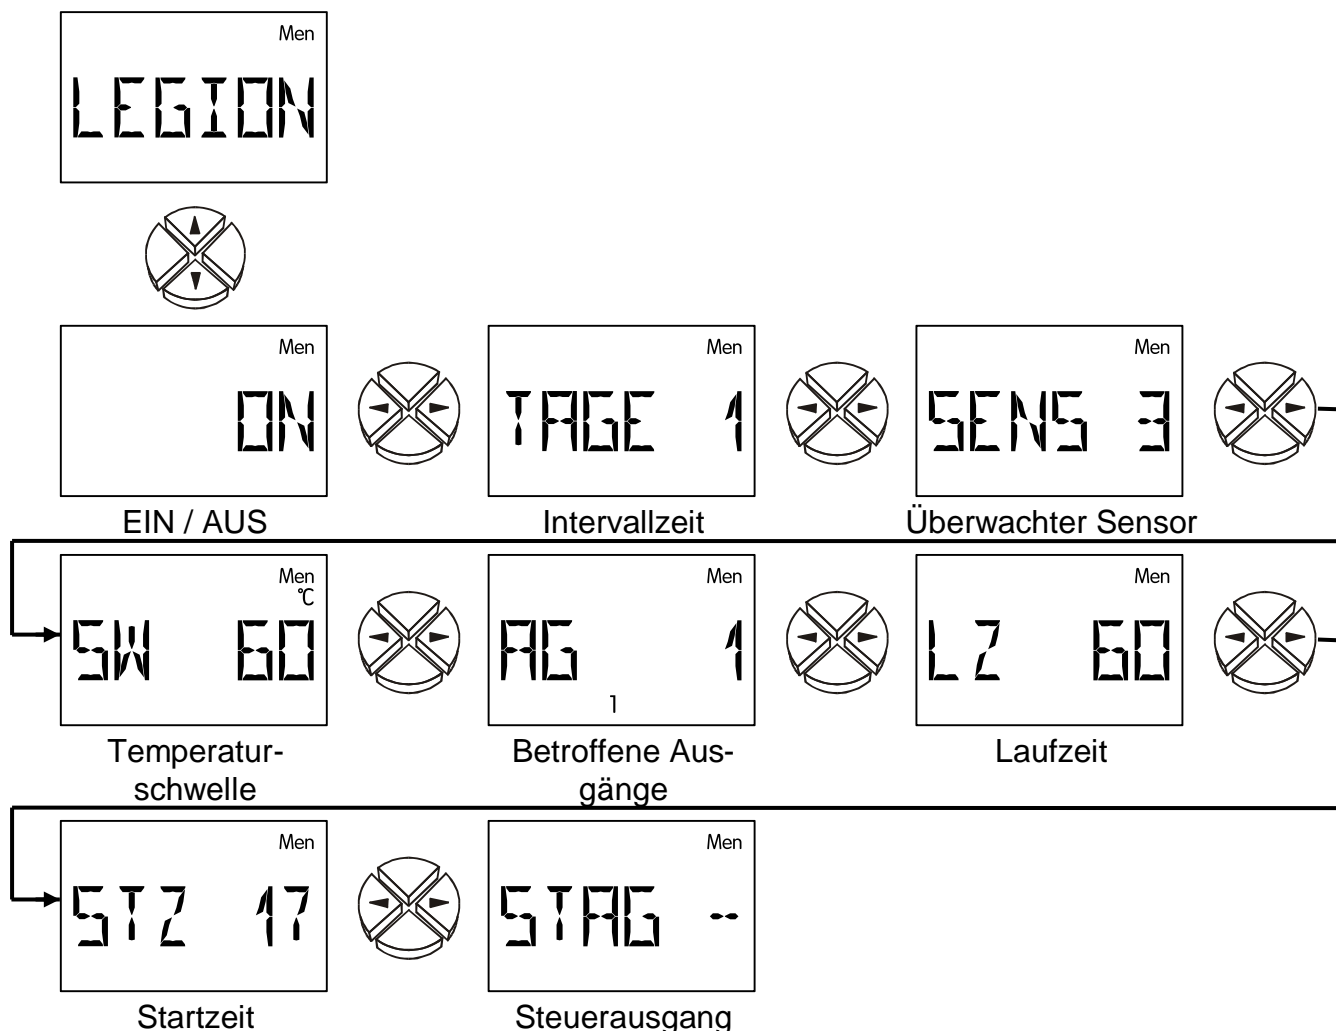 Men
LEGION
Men
ON
EIN / AUS
Men
TAGE 1
Intervallzeit
Men
SENS 3
Überwachter Sensor
Men
°C
SW 60
Temperatur-
schwelle
Men
AG 1
1
Betroffene Aus-
gänge
Men
LZ 60
Laufzeit
Men
STZ 17
Startzeit
Men
STAG --
Steuerausgang